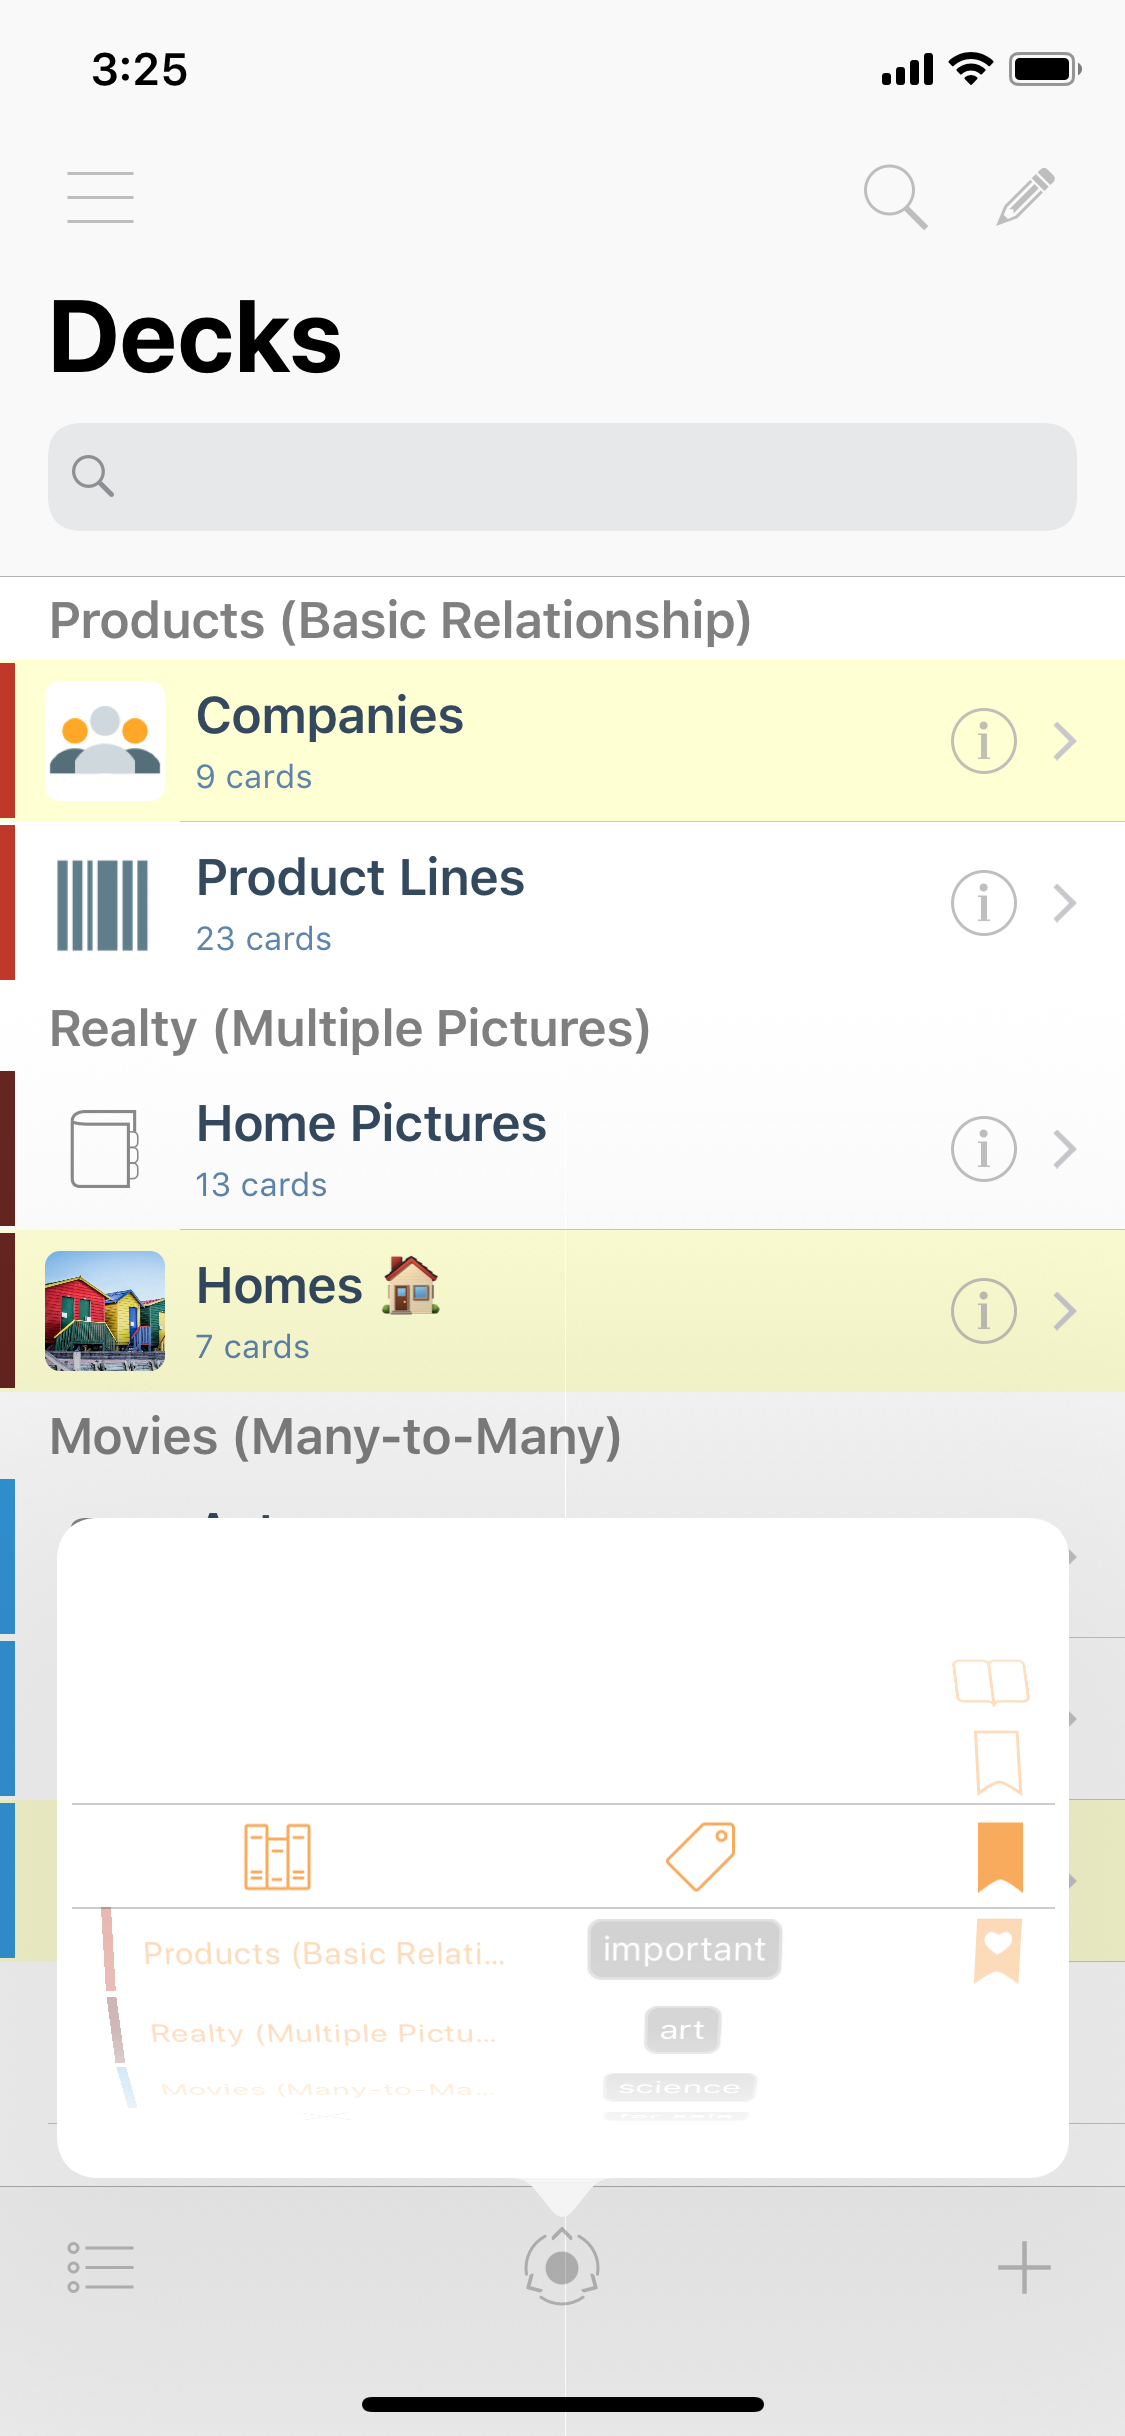 3:25
Decks
Products (Basic Relationship)
Companies
9 cards
Product Lines
23 cards
Realty (Multiple Pictures)
Home Pictures
13 cards
Homes 🏠
7 cards
Movies (Many-to-Many)
Products (Basic Relati...
important
Realty (Multiple Pictu...
art
Movies (Many-to-Ma...
science